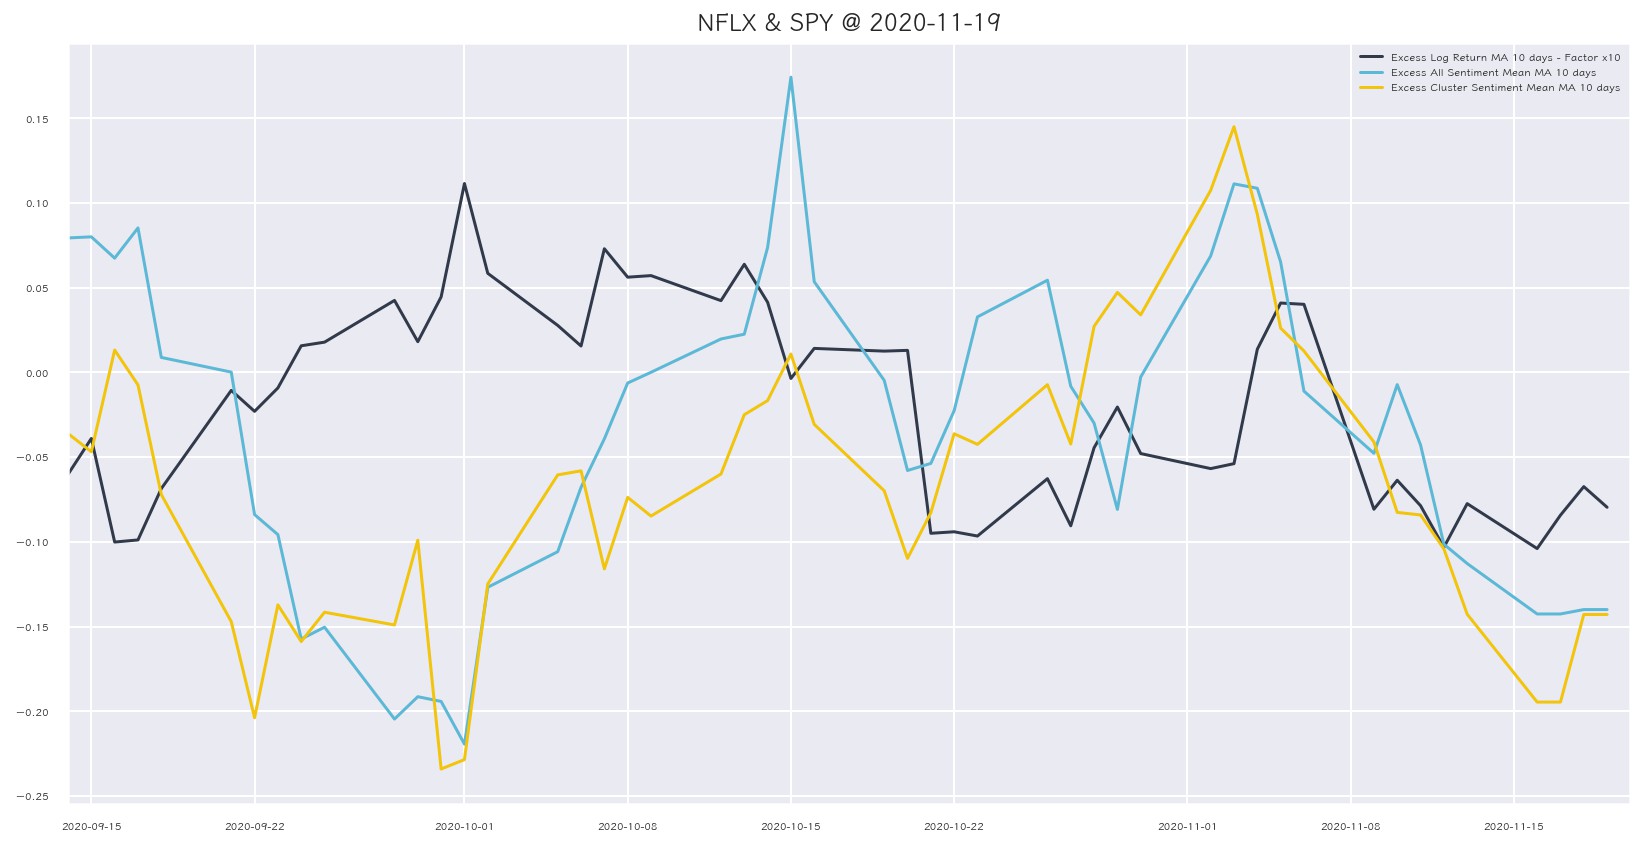 NFLX & SPY @ 2020-11-19
Excess Log Return MA 10 days - Factor x10
Excess All Sentiment Mean MA 10 days
Excess Cluster Sentiment Mean MA 10 days
0.15
0.10
0.05
0.00
−0.05
−0.10
−0.15
−0.20
−0.25
2020-09-15 2020-09-22 2020-10-01 2020-10-08 2020-10-15 2020-10-22 2020-11-01 2020-11-08 2020-11-15